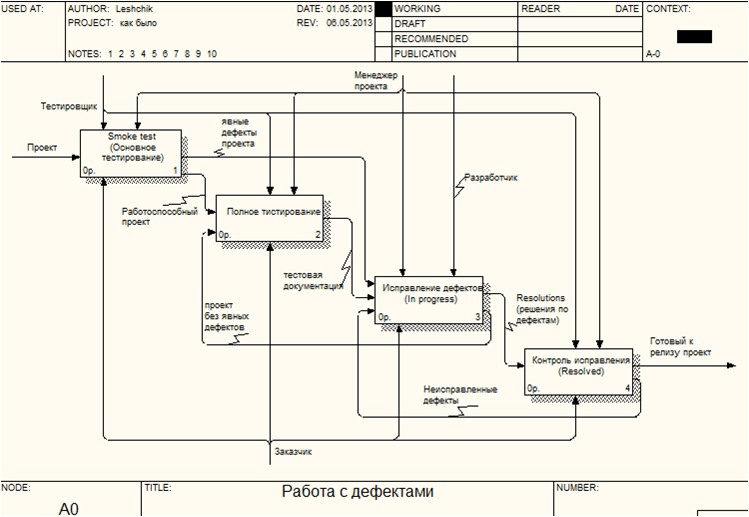 USED AT:
AUTHOR: Leshchik
DATE: 01.05.2013
PROJECT: как было
REV: 06.05.2013
NOTES: 1 2 3 4 5 6 7 8 9 10
WORKING
DRAFT
RECOMMENDED
PUBLICATION
READER
DATE
CONTEXT:
A-0
Менеджер
проекта
Тестировщик
явные
дефекты
проекта
Smoke test
(Основное
тестирование)
0р.
1
Проект
Разработчик
Работоспособный
проект
Полное тистирование
0р.
2
тестовая
документация
Исправление дефектов
(In progress)
0р.
3
Resolutions
(решения по
дефектам)
проект
без явных
дефектов
Готовый к
релизу проект
Контроль исправления
(Resolved)
0р.
4
Неисправленные
дефекты
Заказчик
NODE:
A0
TITLE:
Работа с дефектами
NUMBER: